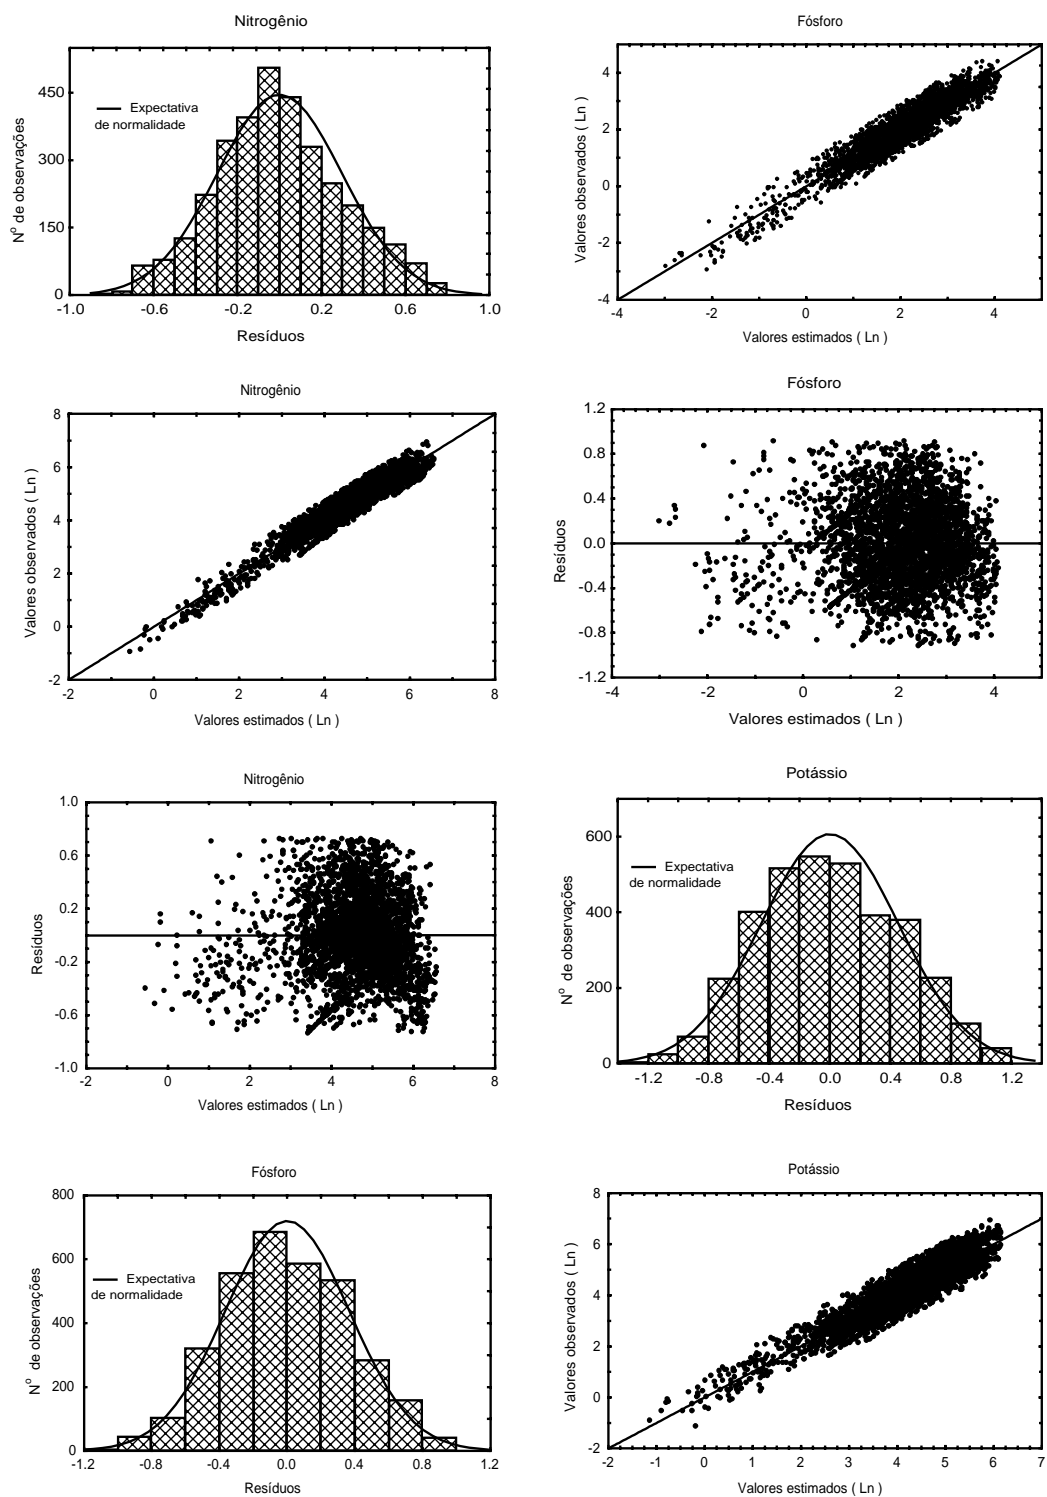 Nitrogênio
450
300
150
0
-1.0 -0.6 -0.2 0.2 0.6 1.0
Nº de observações
Expectativa
de normalidade
Resíduos
Fósforo
4
2
0
-2
-4
-4 -2 0 2 4
Valores observados ( Ln )
Valores estimados ( Ln )
Nitrogênio
8
6
4
2
0
-2
-2 0 2 4 6 8
Valores observados ( Ln )
Valores estimados ( Ln )
Fósforo
1.2
0.8
0.4
0.0
-0.4
-0.8
-1.2
-4 -2 0 2 4
Resíduos
Valores estimados ( Ln )
Nitrogênio
1.0
0.6
0.2
-0.2
-0.6
-1.0
-2 0 2 4 6 8
Resíduos
Valores estimados ( Ln )
Potássio
600
400
200
0
-1.2 -0.8 -0.4 0.0 0.4 0.8 1.2
Nº de observações
Expectativa
de normalidade
Resíduos
Fósforo
800
600
400
200
0
-1.2 -0.8 -0.4 0.0 0.4 0.8 1.2
Nº de observações
Expectativa
de normalidade
Resíduos
Potássio
8
6
4
2
0
-2
-2 -1 0 1 2 3 4 5 6 7
Valores observados ( Ln )
Valores estimados ( Ln )